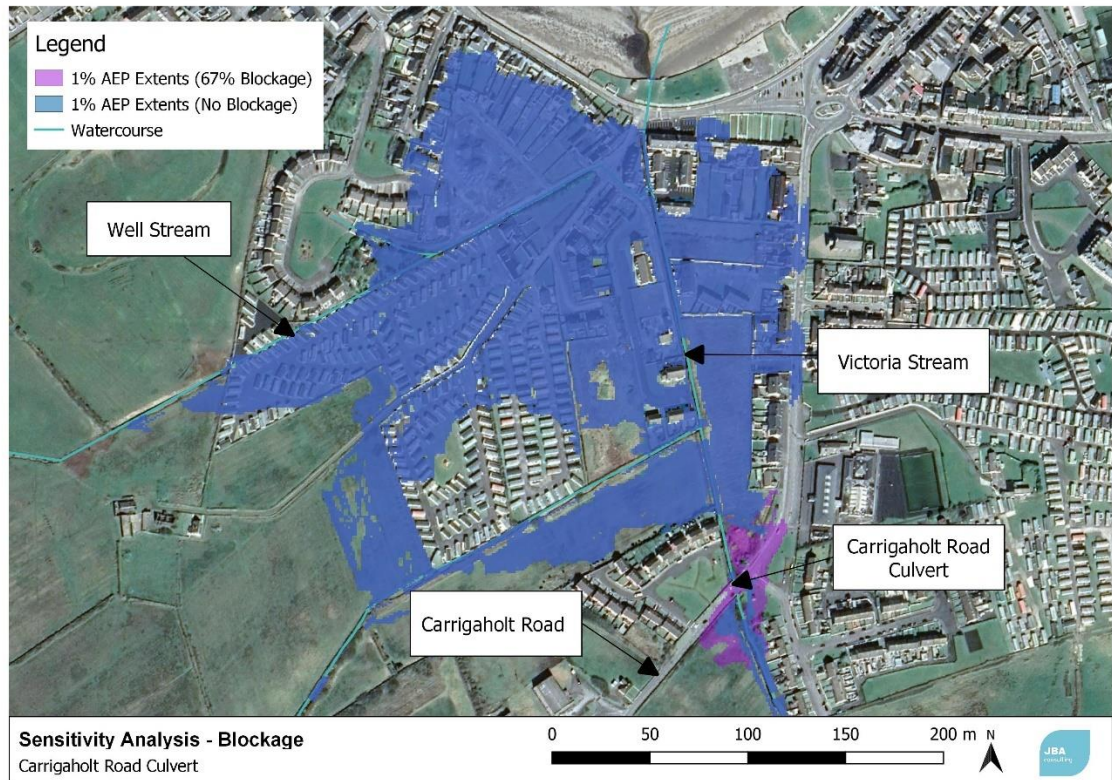 Legend
1% AEP Extents (67% Blockage)
1% AEP Extents (No Blockage)
Watercourse
Well Stream
Victoria Stream
Carrigaholt Road
Culvert
Carrigaholt Road
Sensitivity Analysis - Blockage
Carrigaholt Road Culvert
0 50 100 150 200 m
N
JBA
consulting